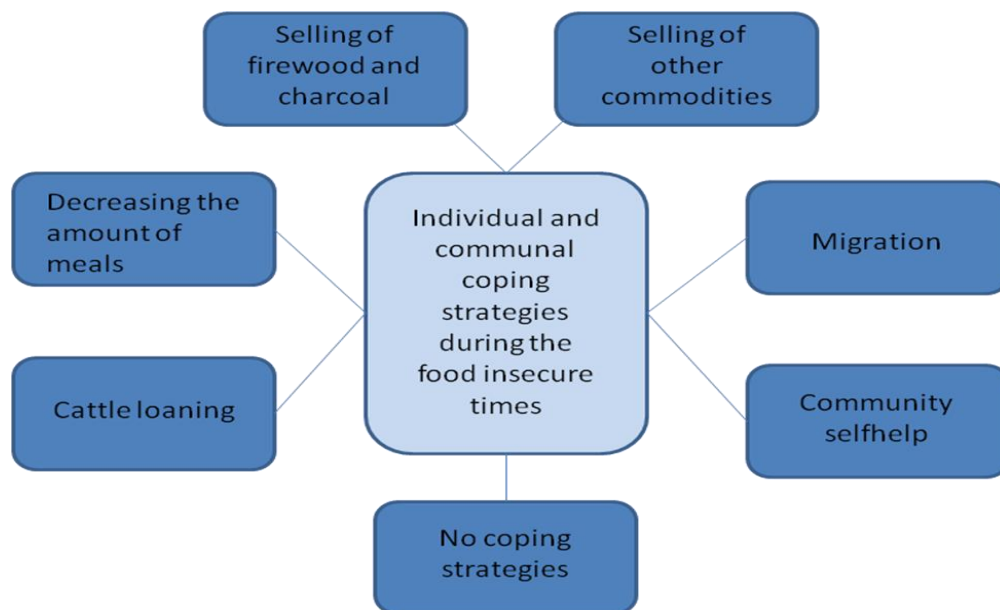 Selling of
firewood and
charcoal
Selling of
other
commodities
Decreasing the
amount of
meals
Individual and
communal
coping
strategies
during the
food insecure
times
Migration
Cattle loaning
Community
selfhelp
No coping
strategies